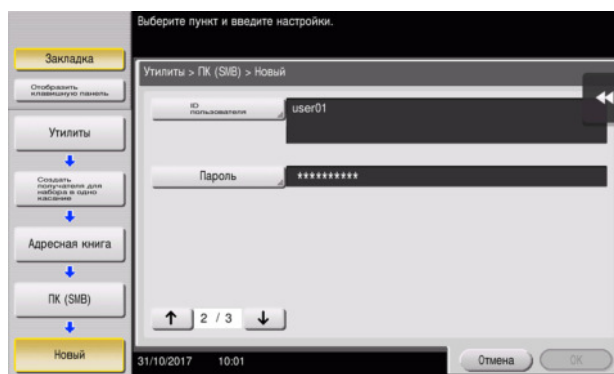 Выберите пункт и введите настройки.
Закладка
Отобразить
клавишную панель
Утилиты
Создать
получателя для
набора в одно
касание
Адресная книга
ПК (SMB)
Новый
Утилиты > ПК (SMB) > Новый
ID
пользователя
user01
Пароль
**********
2 / 3
31/10/2017 10:01
Отмена
OK